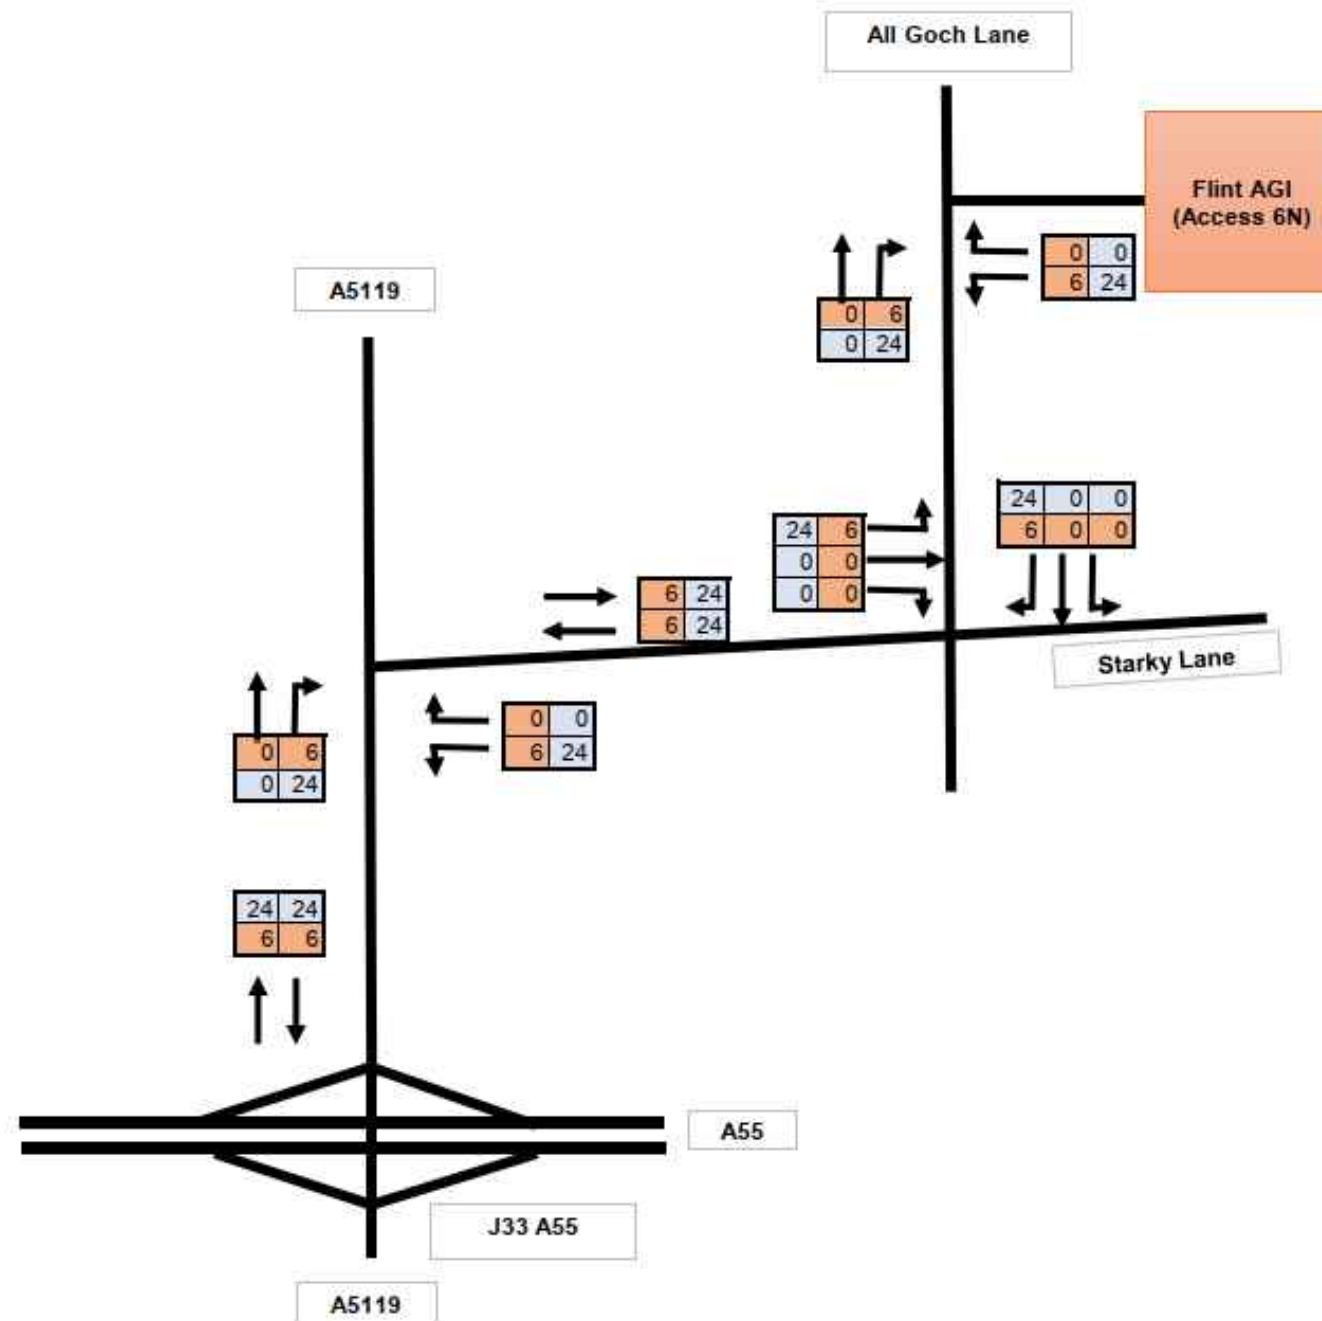 All Goch Lane
Flint AGI
(Access 6N)
0 0
6 24
A5119
0 6
0 24
24 0 0
6 0 0
24 6
0 0
0 0
6 24
6 24
Starky Lane
0 0
6 24
0 6
0 24
24 24
6 6
A55
J33 A55
A5119